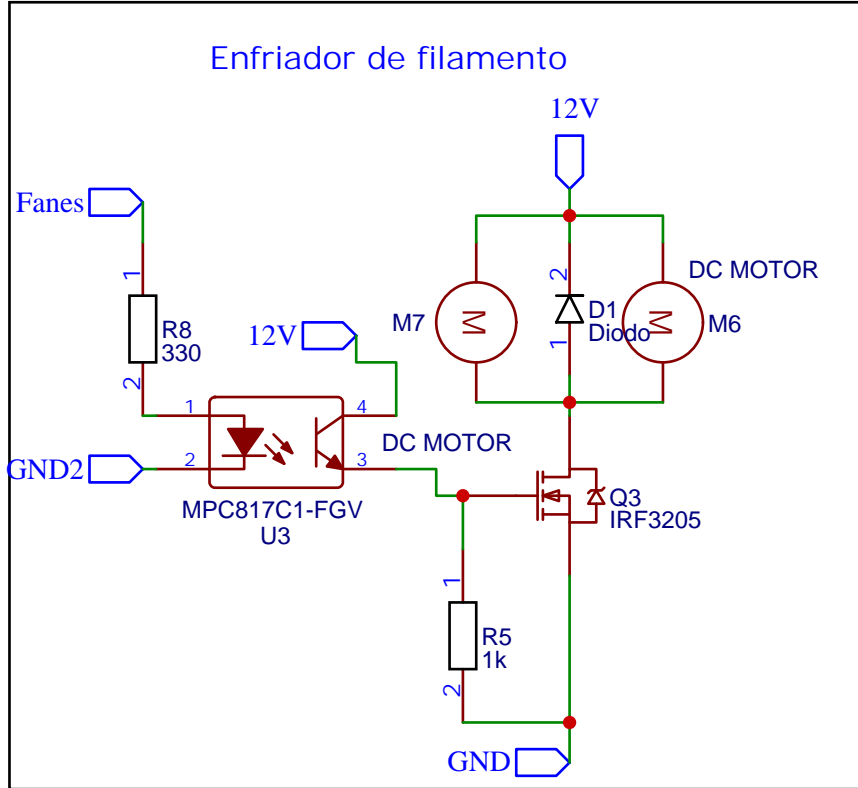 Enfriador de filamento
12V
Fanes
1
2
R8
330
12V
M7
2
D1
Diodo
1
DC MOTOR
M6
1
2
4
3
GND2
DC MOTOR
MPC817C1-FGV
U3
Q3
IRF3205
1
R5
1k
2
GND
M
M